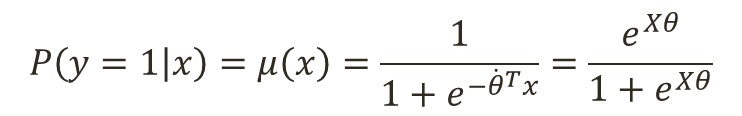 P(y = 1|x) = μ(x) = 1 / (1 + e^{-θ̇^T x}) = e^{Xθ} / (1 + e^{Xθ})